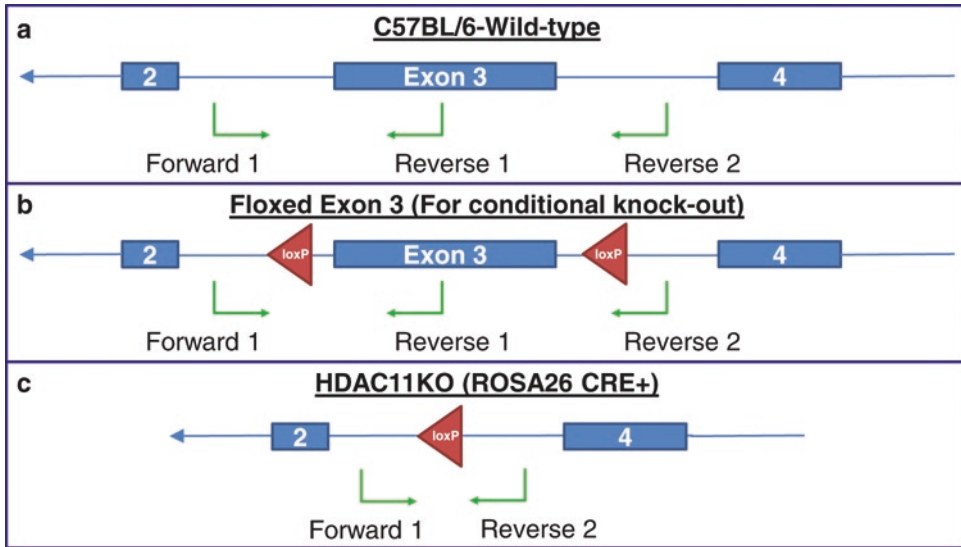 a
C57BL/6-Wild-type
2 Exon 3 4
Forward 1 Reverse 1 Reverse 2
b
Floxed Exon 3 (For conditional knock-out)
2 loxP Exon 3 loxP 4
Forward 1 Reverse 1 Reverse 2
c
HDAC11KO (ROSA26 CRE+)
2 loxP 4
Forward 1 Reverse 2